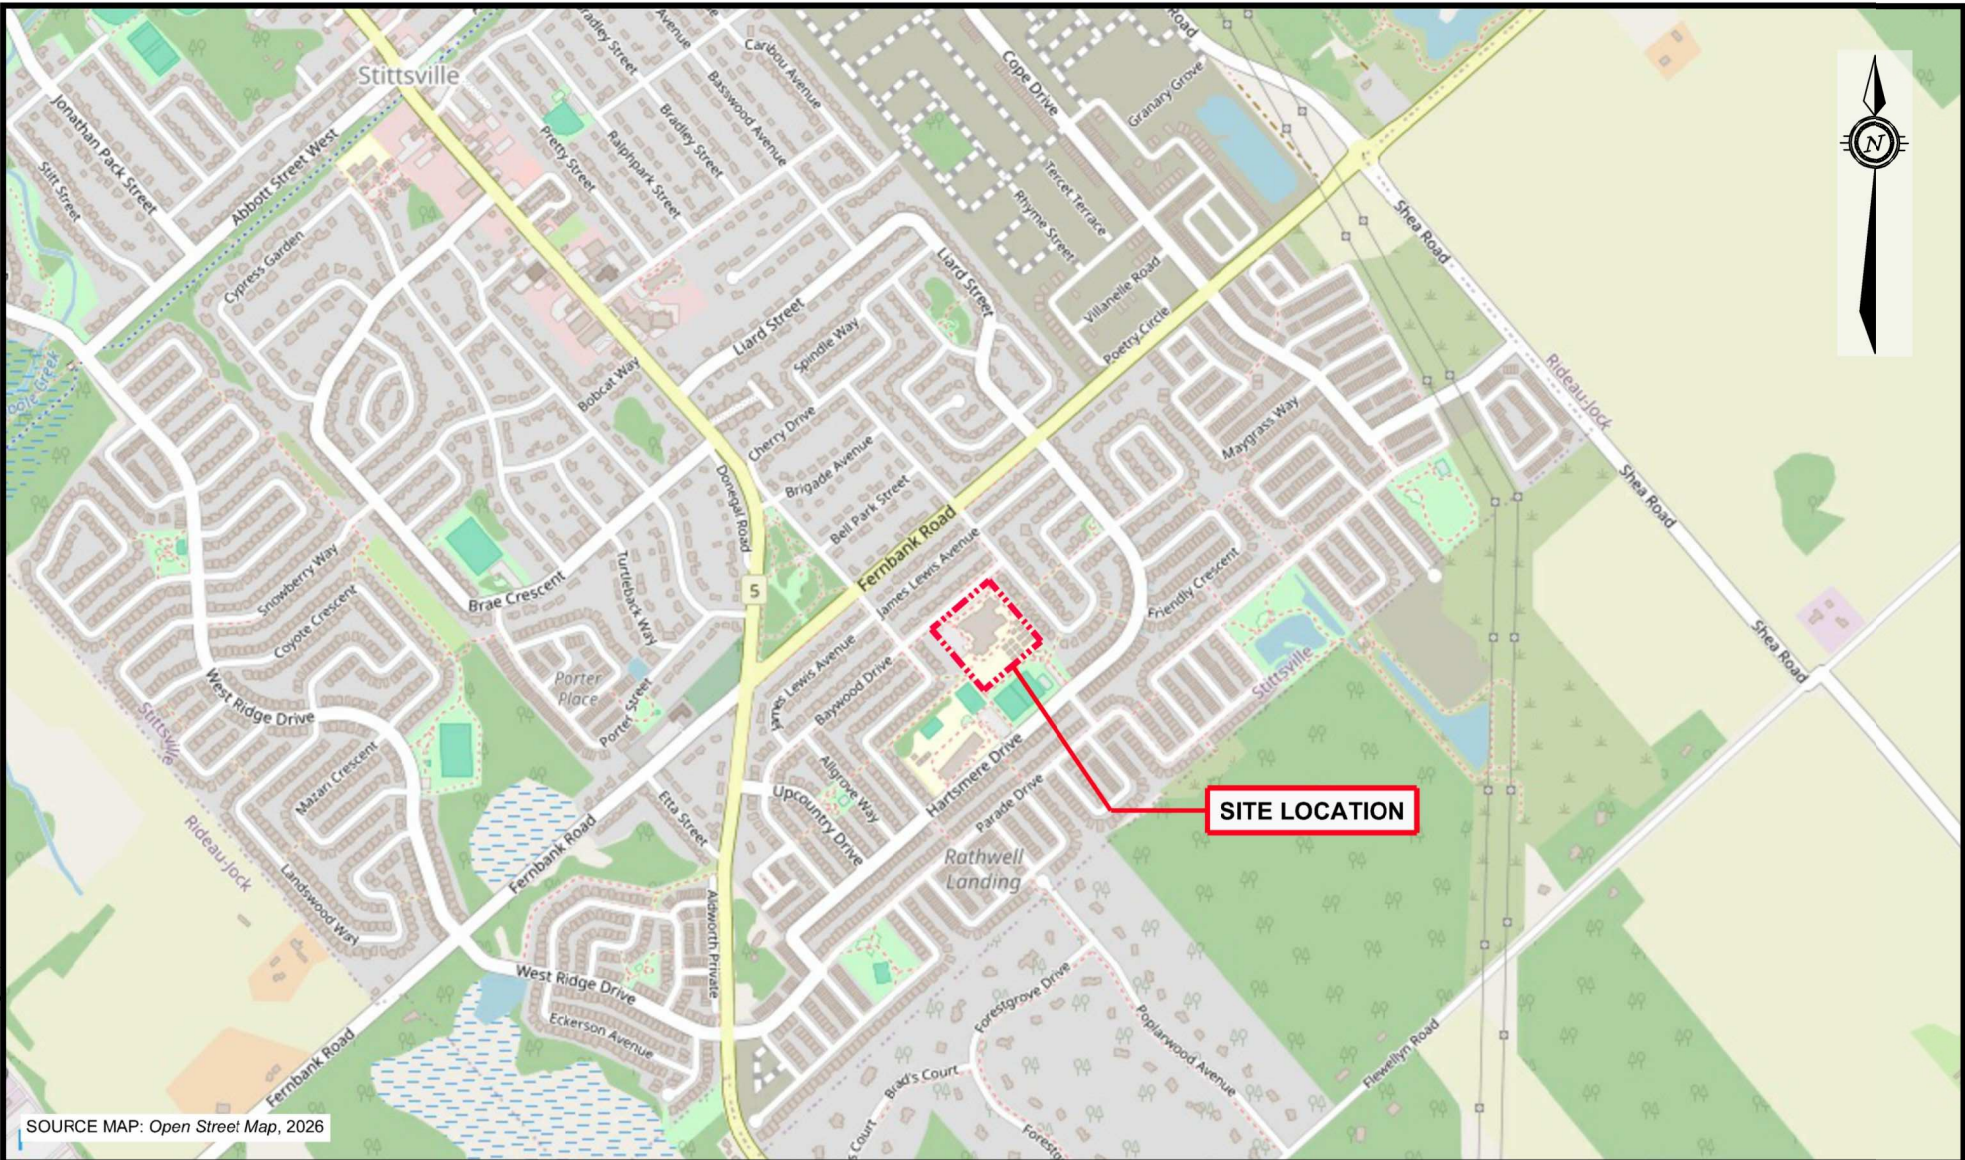 Road
Bradley Street
Avenue
Caribou Avenue
Stittsville
Cope Drive
Granary Grove
Basswood Avenue
Jonathan Pack Street
Bradley Street
N
Pretty Street
Ralphpark Street
Abbott Street West
Stitt Street
Tercet Terrace
Rhyme Street
Shea Road
Cypress Garden
Liard Street
Villanelle Road
Liard Street
Spindle Way
Poetry Circle
Poole Creek
Bobcat Way
Rideau-Jock
Cherry Drive
Maygrass Way
Brigade Avenue
Donegal Road
Bell Park Street
Shea Road
Fernbank Road
James Lewis Avenue
Snowberry Way
Turtleback Way
Friendly Crescent
5
Brae Crescent
Coyote Crescent
Shea Road
James Lewis Avenue
Baywood Drive
Porter
Place
Stittsville
West Ridge Drive
Porter Street
Stittsville
Hartsmere Drive
Allgrove Way
Mazari Crescent
Upcountry Drive
Parade Drive
SITE LOCATION
Etta Street
Rideau-Jock
Fernbank Road
Rathwell
Landing
Landswood Way
Aldworth Private
West Ridge Drive
Forestgrove Drive
Eckerson Avenue
Poplarwood Avenue
Flewellyn Road
Fernbank Road
Brad's Court
SOURCE MAP: Open Street Map, 2026
s Court
Foresto